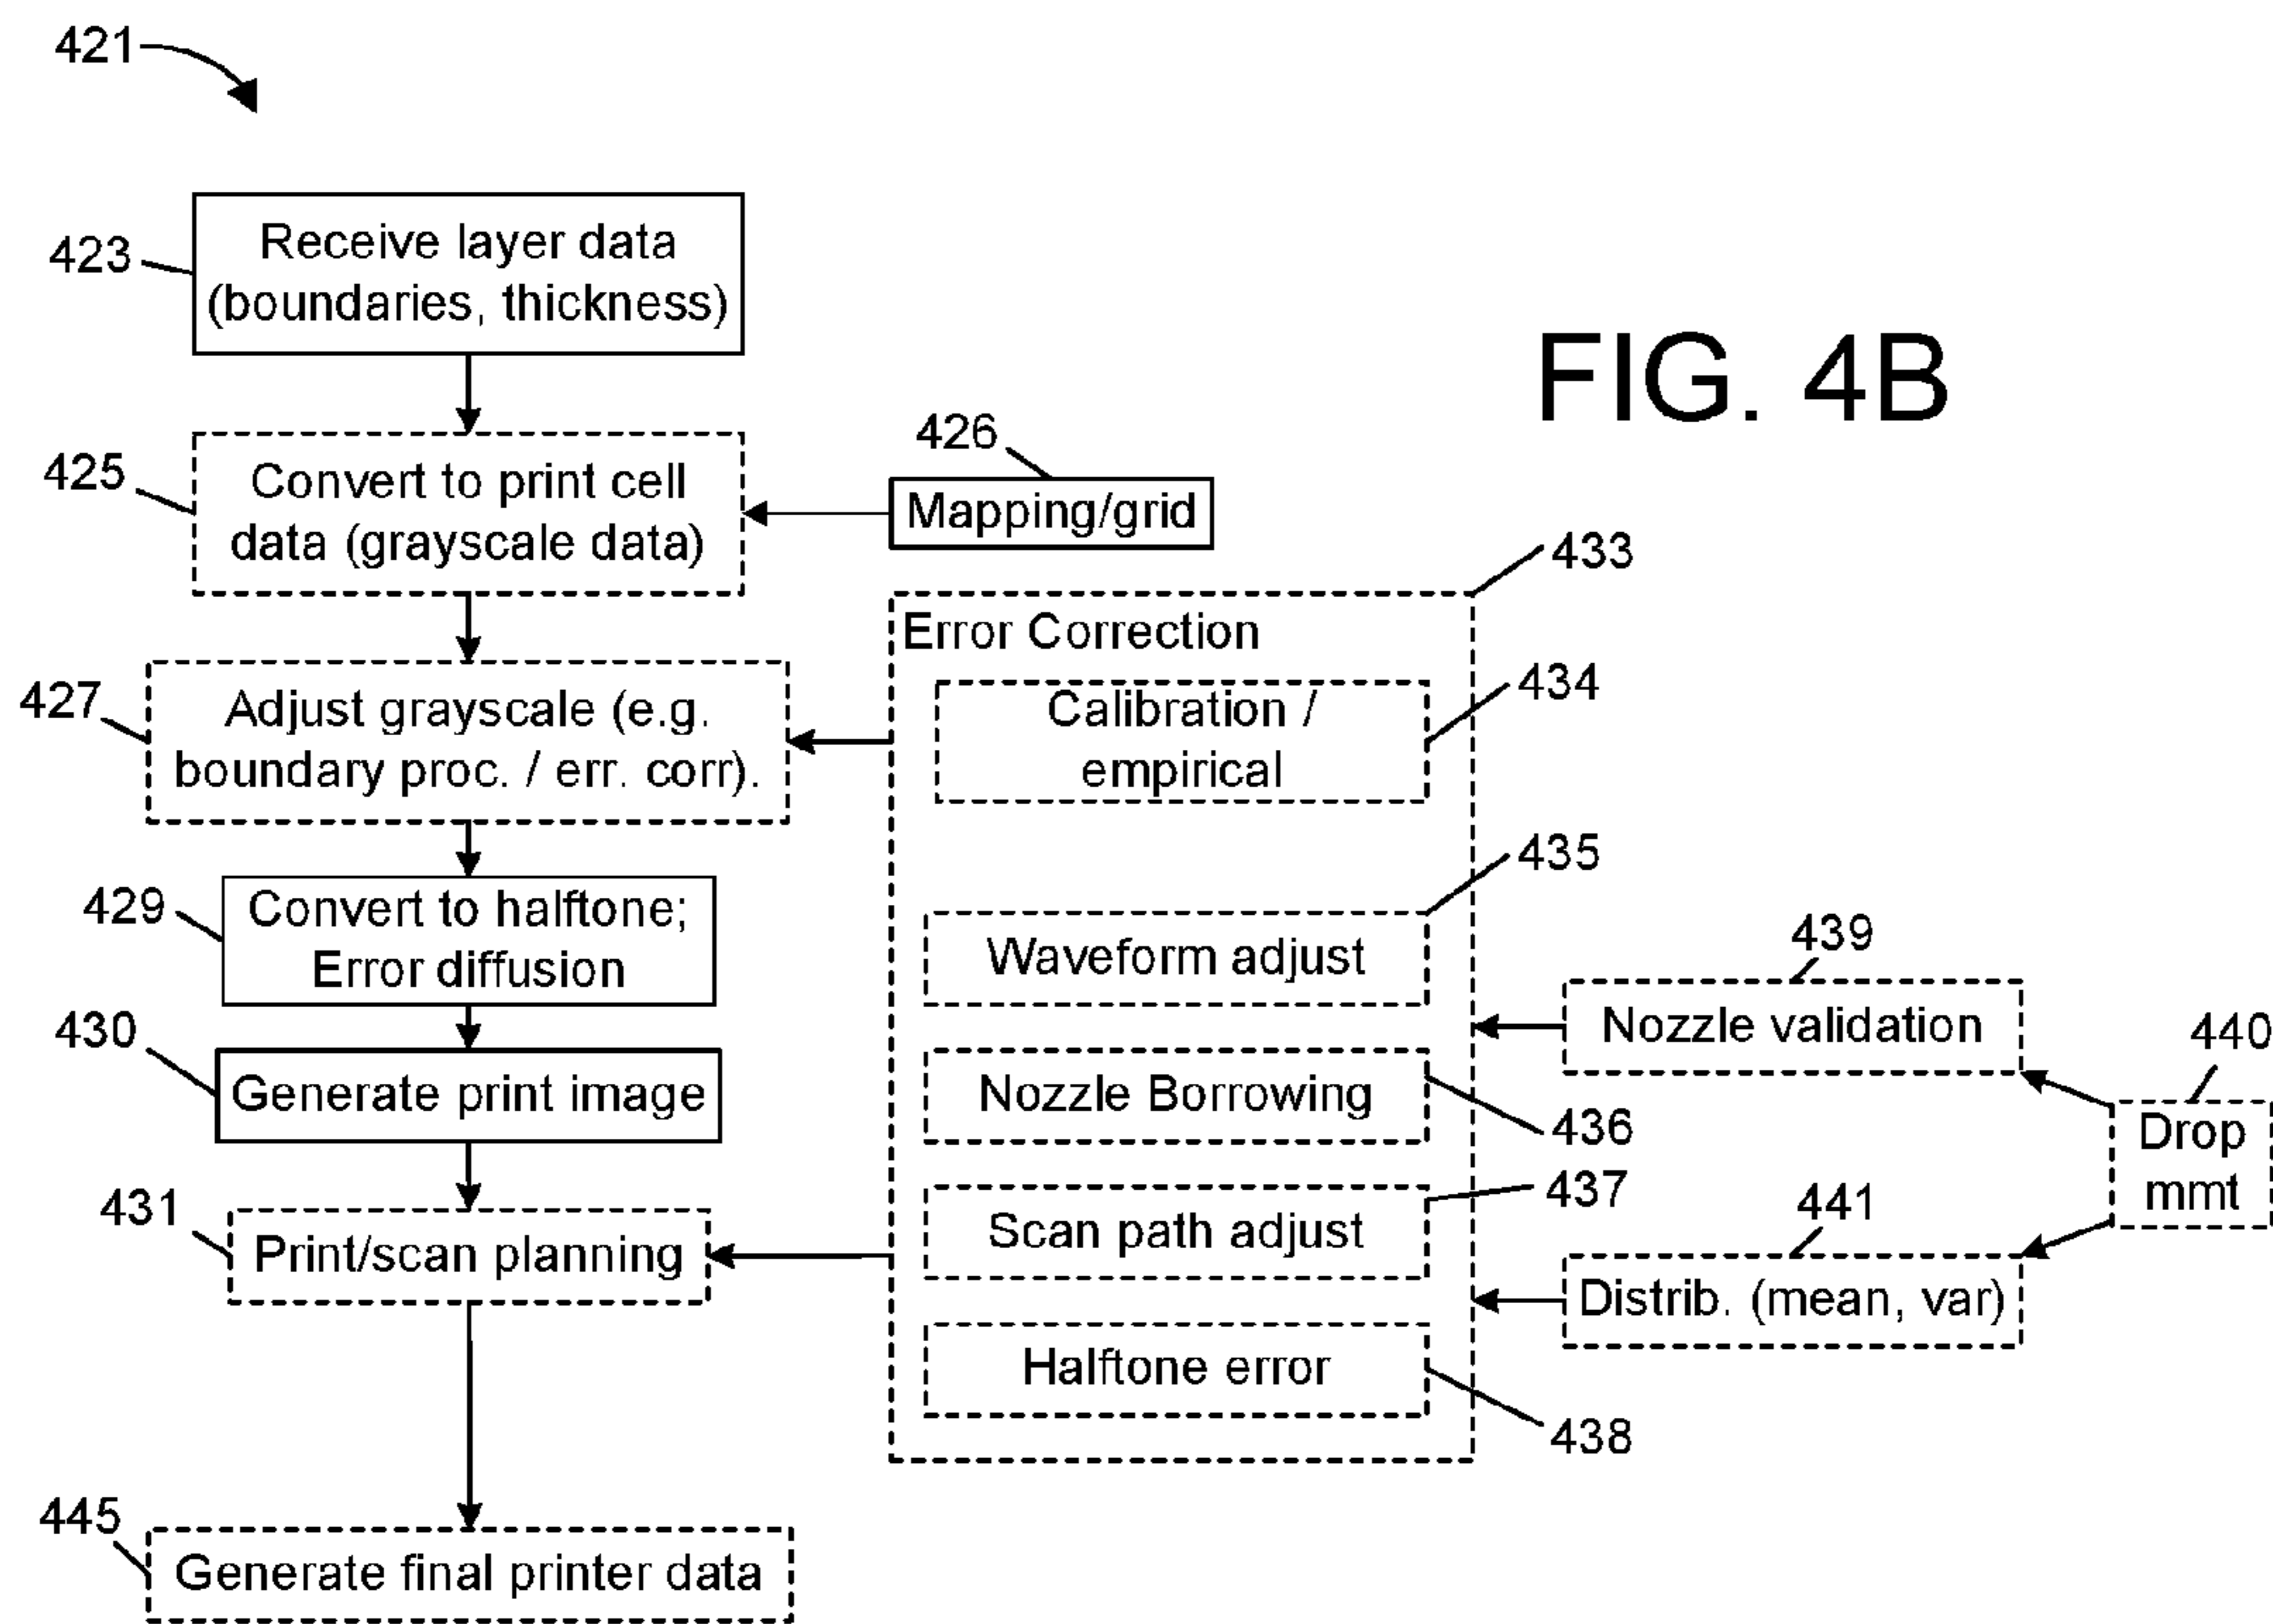 421
423
Receive layer data
(boundaries, thickness)
FIG. 4B
425
Convert to print cell
data (grayscale data)
426
Mapping/grid
433
Error Correction
427
Adjust grayscale (e.g.
boundary proc. / err. corr).
434
Calibration /
empirical
429
Convert to halftone;
Error diffusion
435
Waveform adjust
439
Nozzle validation
430
Generate print image
Nozzle Borrowing
436
440
Drop
mmt
431
Print/scan planning
437
Scan path adjust
441
Distrib. (mean, var)
Halftone error
438
445
Generate final printer data